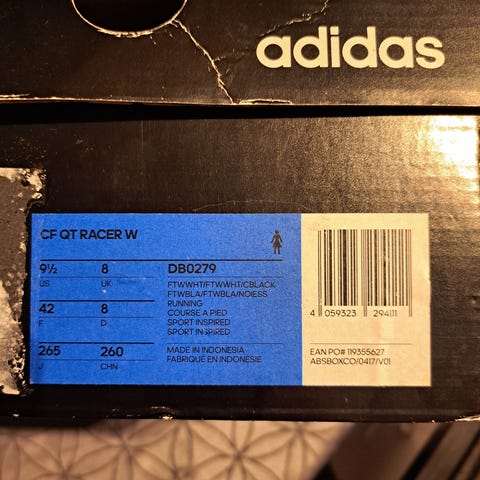 adidas
CF QT RACER W
9½ 8 DB0279
US UK
FTWWHT/FTWWHT/CBLACK
FTWBLA/FTWBLA/NOIESS
42 8
F D
RUNNING
COURSE A PIED
SPORT INSPIRED
SPORT INSPIRED
265 260
J CHN
MADE IN INDONESIA
FABRIQUÉ EN INDONÉSIE
4 059323 294111
EAN PO# 119355627
ABSBOXCO/0417/V01